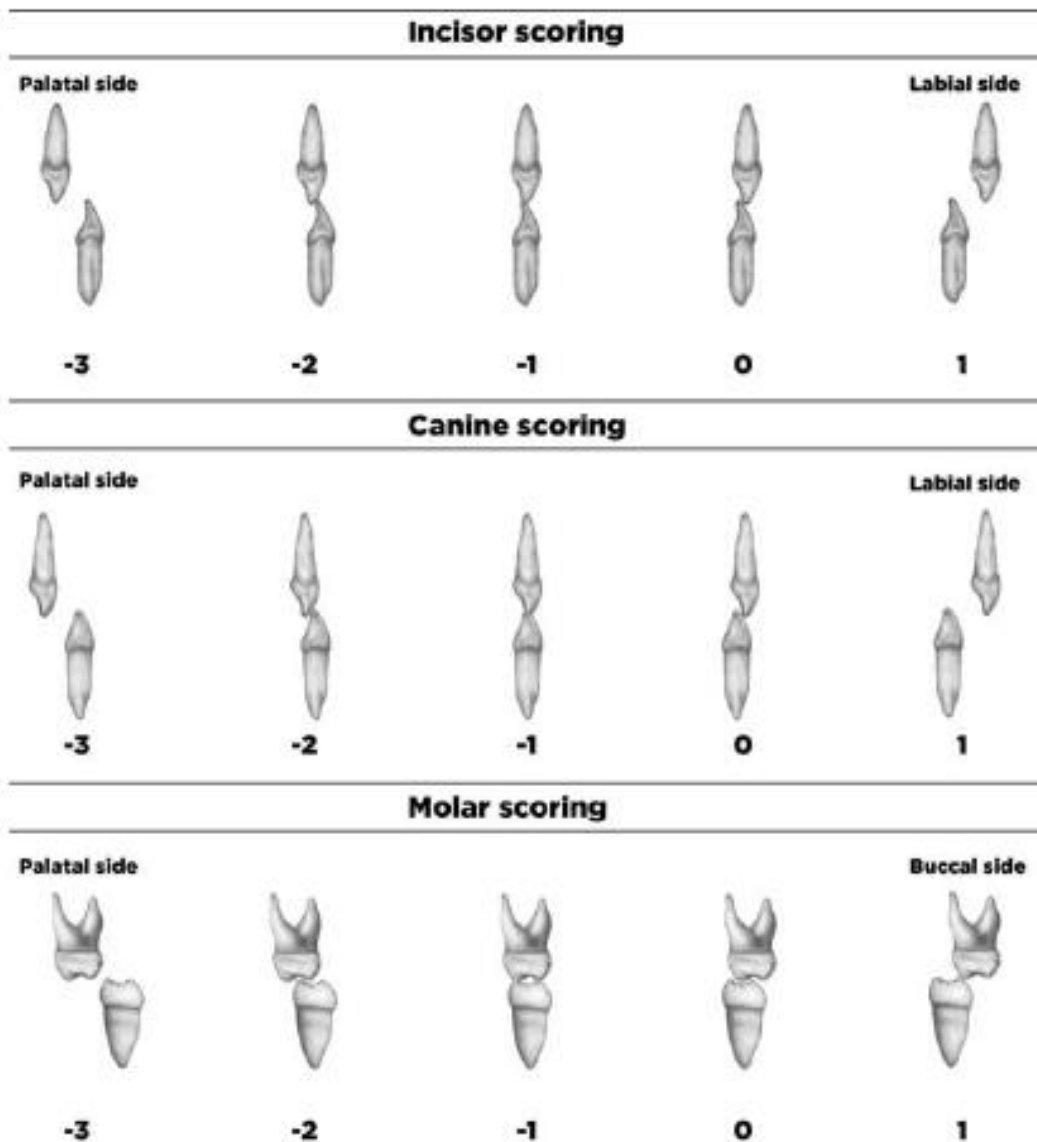 Incisor scoring
Palatal side Labial side
-3 -2 -1 0 1
Canine scoring
Palatal side Labial side
-3 -2 -1 0 1
Molar scoring
Palatal side Buccal side
-3 -2 -1 0 1